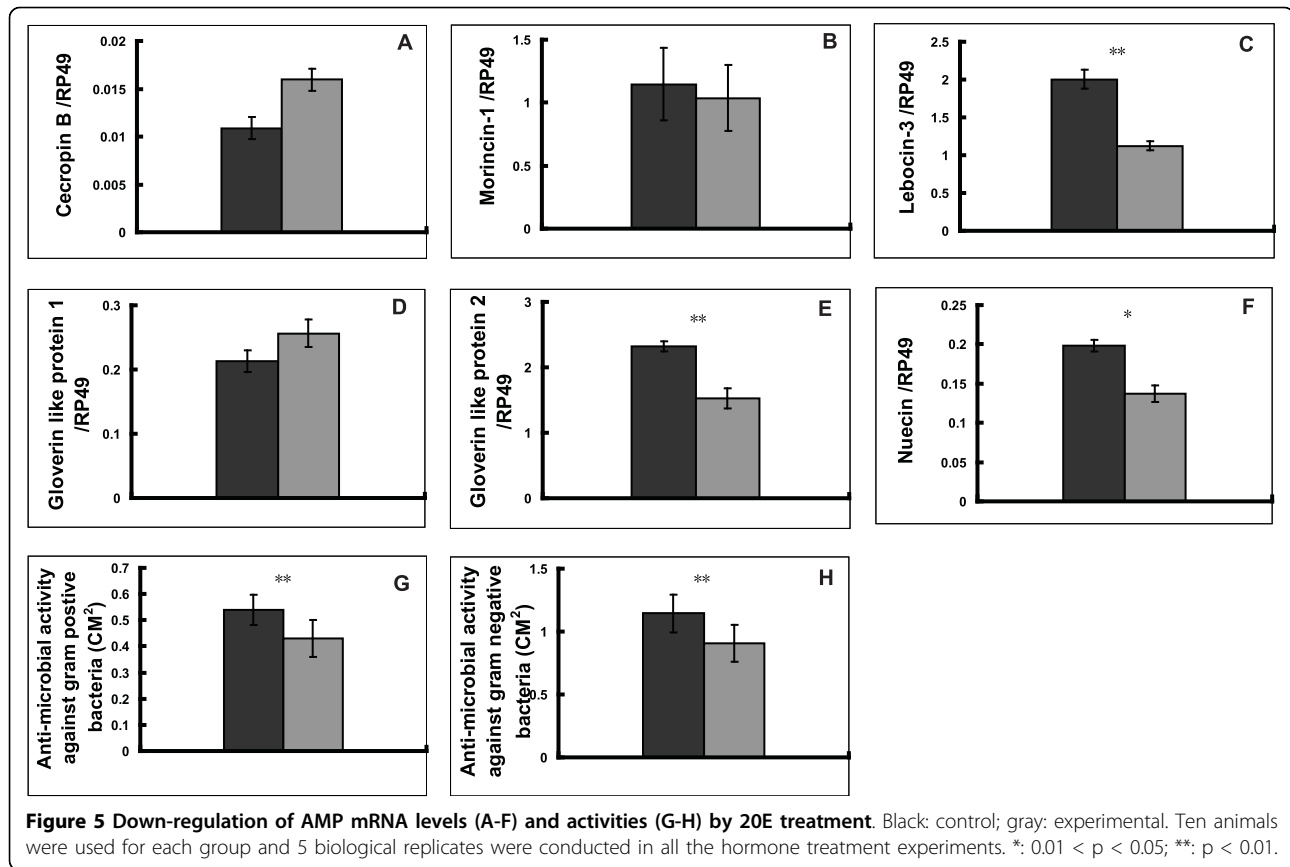 A
Cecropin B /RP49
0.02
0.015
0.01
0.005
0
B
Morincin-1 /RP49
1.5
1
0.5
0
C
Lebocin-3 /RP49
2.5
2
1.5
1
0.5
0
**
D
Gloverin like protein 1
/RP49
0.3
0.2
0.1
0
E
Gloverin like protein 2
/RP49
3
2
1
0
**
F
Nuecin /RP49
0.25
0.2
0.15
0.1
0.05
0
*
G
Anti-microbial activity
against gram postive
bacteria (CM2)
0.7
0.6
0.5
0.4
0.3
0.2
0.1
0
**
H
Anti-microbial activity
against gram negative
bacteria (CM2)
1.5
1
0.5
0
**
Figure 5 Down-regulation of AMP mRNA levels (A-F) and activities (G-H) by 20E treatment. Black: control; gray: experimental. Ten animals
were used for each group and 5 biological replicates were conducted in all the hormone treatment experiments. *: 0.01 < p < 0.05; **: p < 0.01.